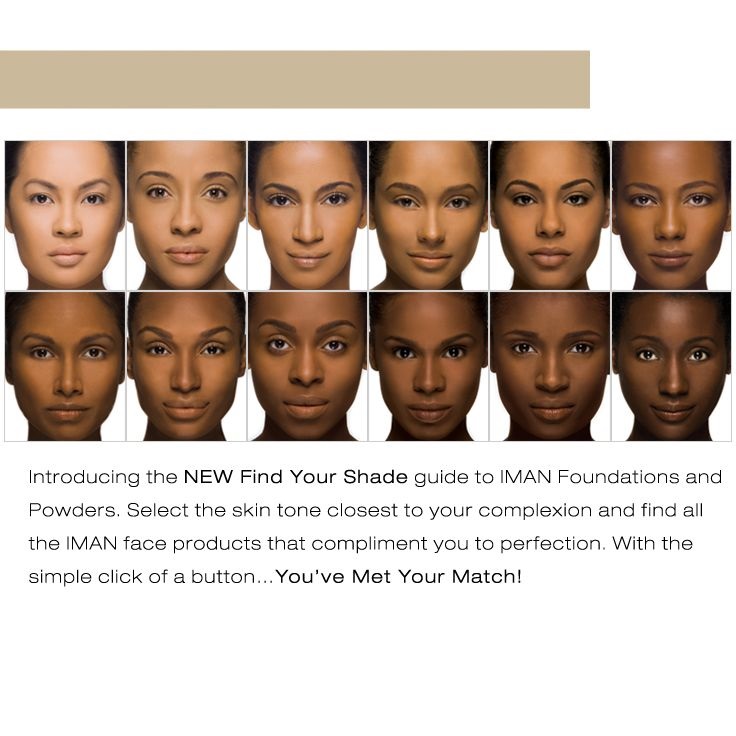 Introducing the NEW Find Your Shade guide to IMAN Foundations and
Powders. Select the skin tone closest to your complexion and find all
the IMAN face products that compliment you to perfection. With the
simple click of a button...You've Met Your Match!